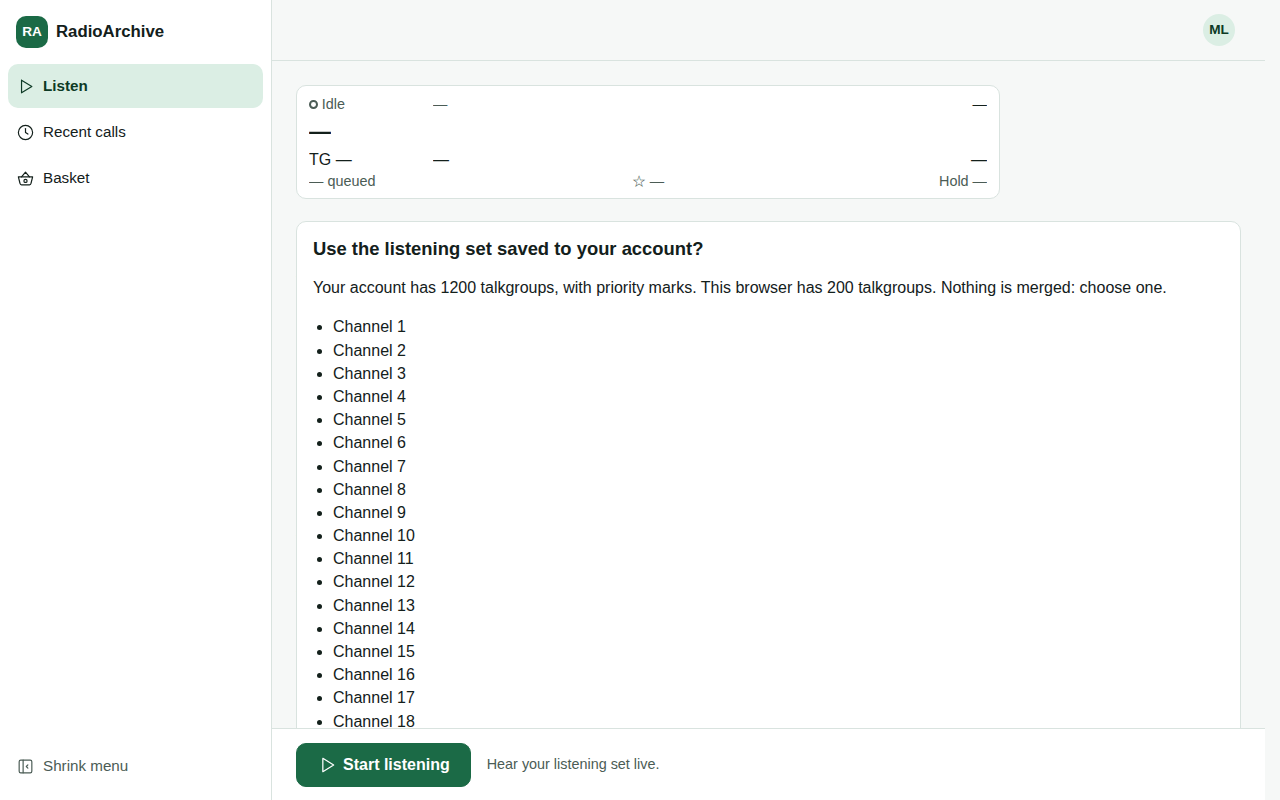 RA RadioArchive
ML
Listen
Recent calls
Basket
Idle — —
—
TG — — —
— queued ☆ — Hold —
Use the listening set saved to your account?
Your account has 1200 talkgroups, with priority marks. This browser has 200 talkgroups. Nothing is merged: choose one.
• Channel 1
• Channel 2
• Channel 3
• Channel 4
• Channel 5
• Channel 6
• Channel 7
• Channel 8
• Channel 9
• Channel 10
• Channel 11
• Channel 12
• Channel 13
• Channel 14
• Channel 15
• Channel 16
• Channel 17
• Channel 18
Shrink menu
Start listening Hear your listening set live.